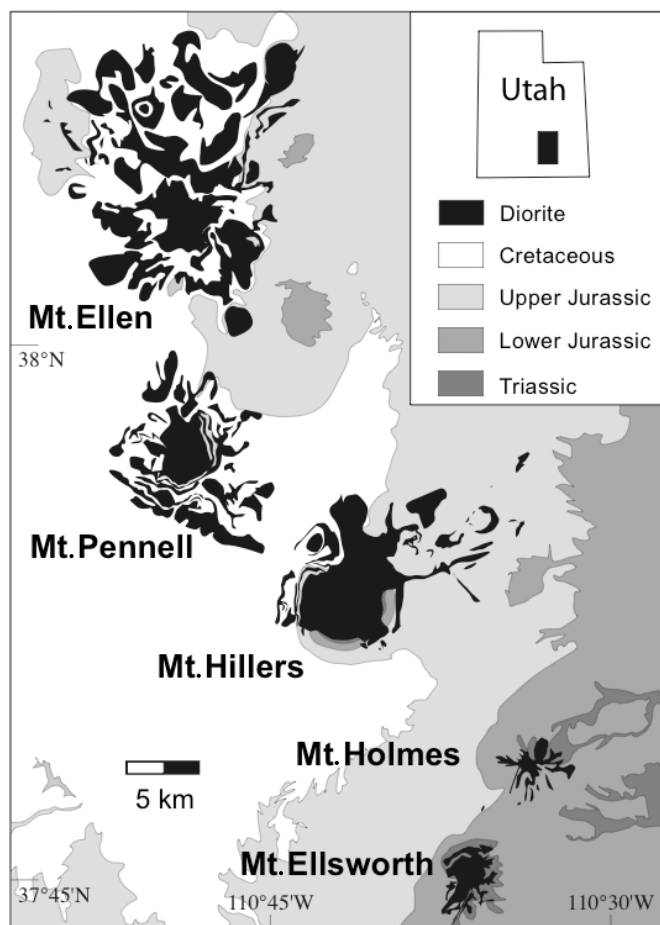 Utah
Diorite
Cretaceous
Upper Jurassic
Lower Jurassic
Triassic
Mt.Ellen
38°N
Mt.Pennell
Mt.Hillers
Mt.Holmes
5 km
Mt.Ellsworth
37°45'N
110°45'W
110°30'W